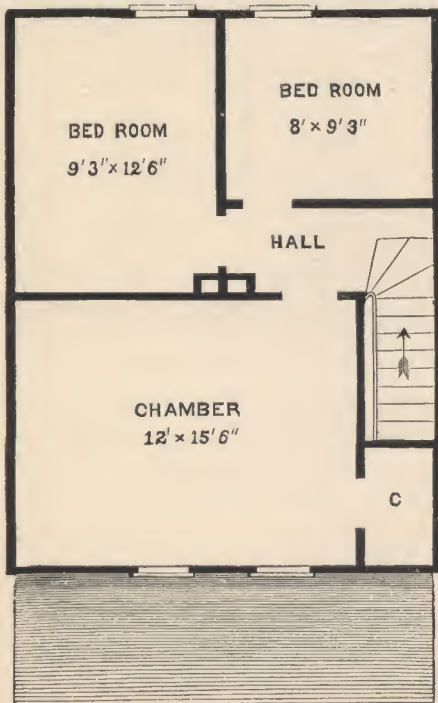 BED ROOM
9'3"×12'6"
BED ROOM
8'×9'3"
HALL
CHAMBER
12'×15'6"
C